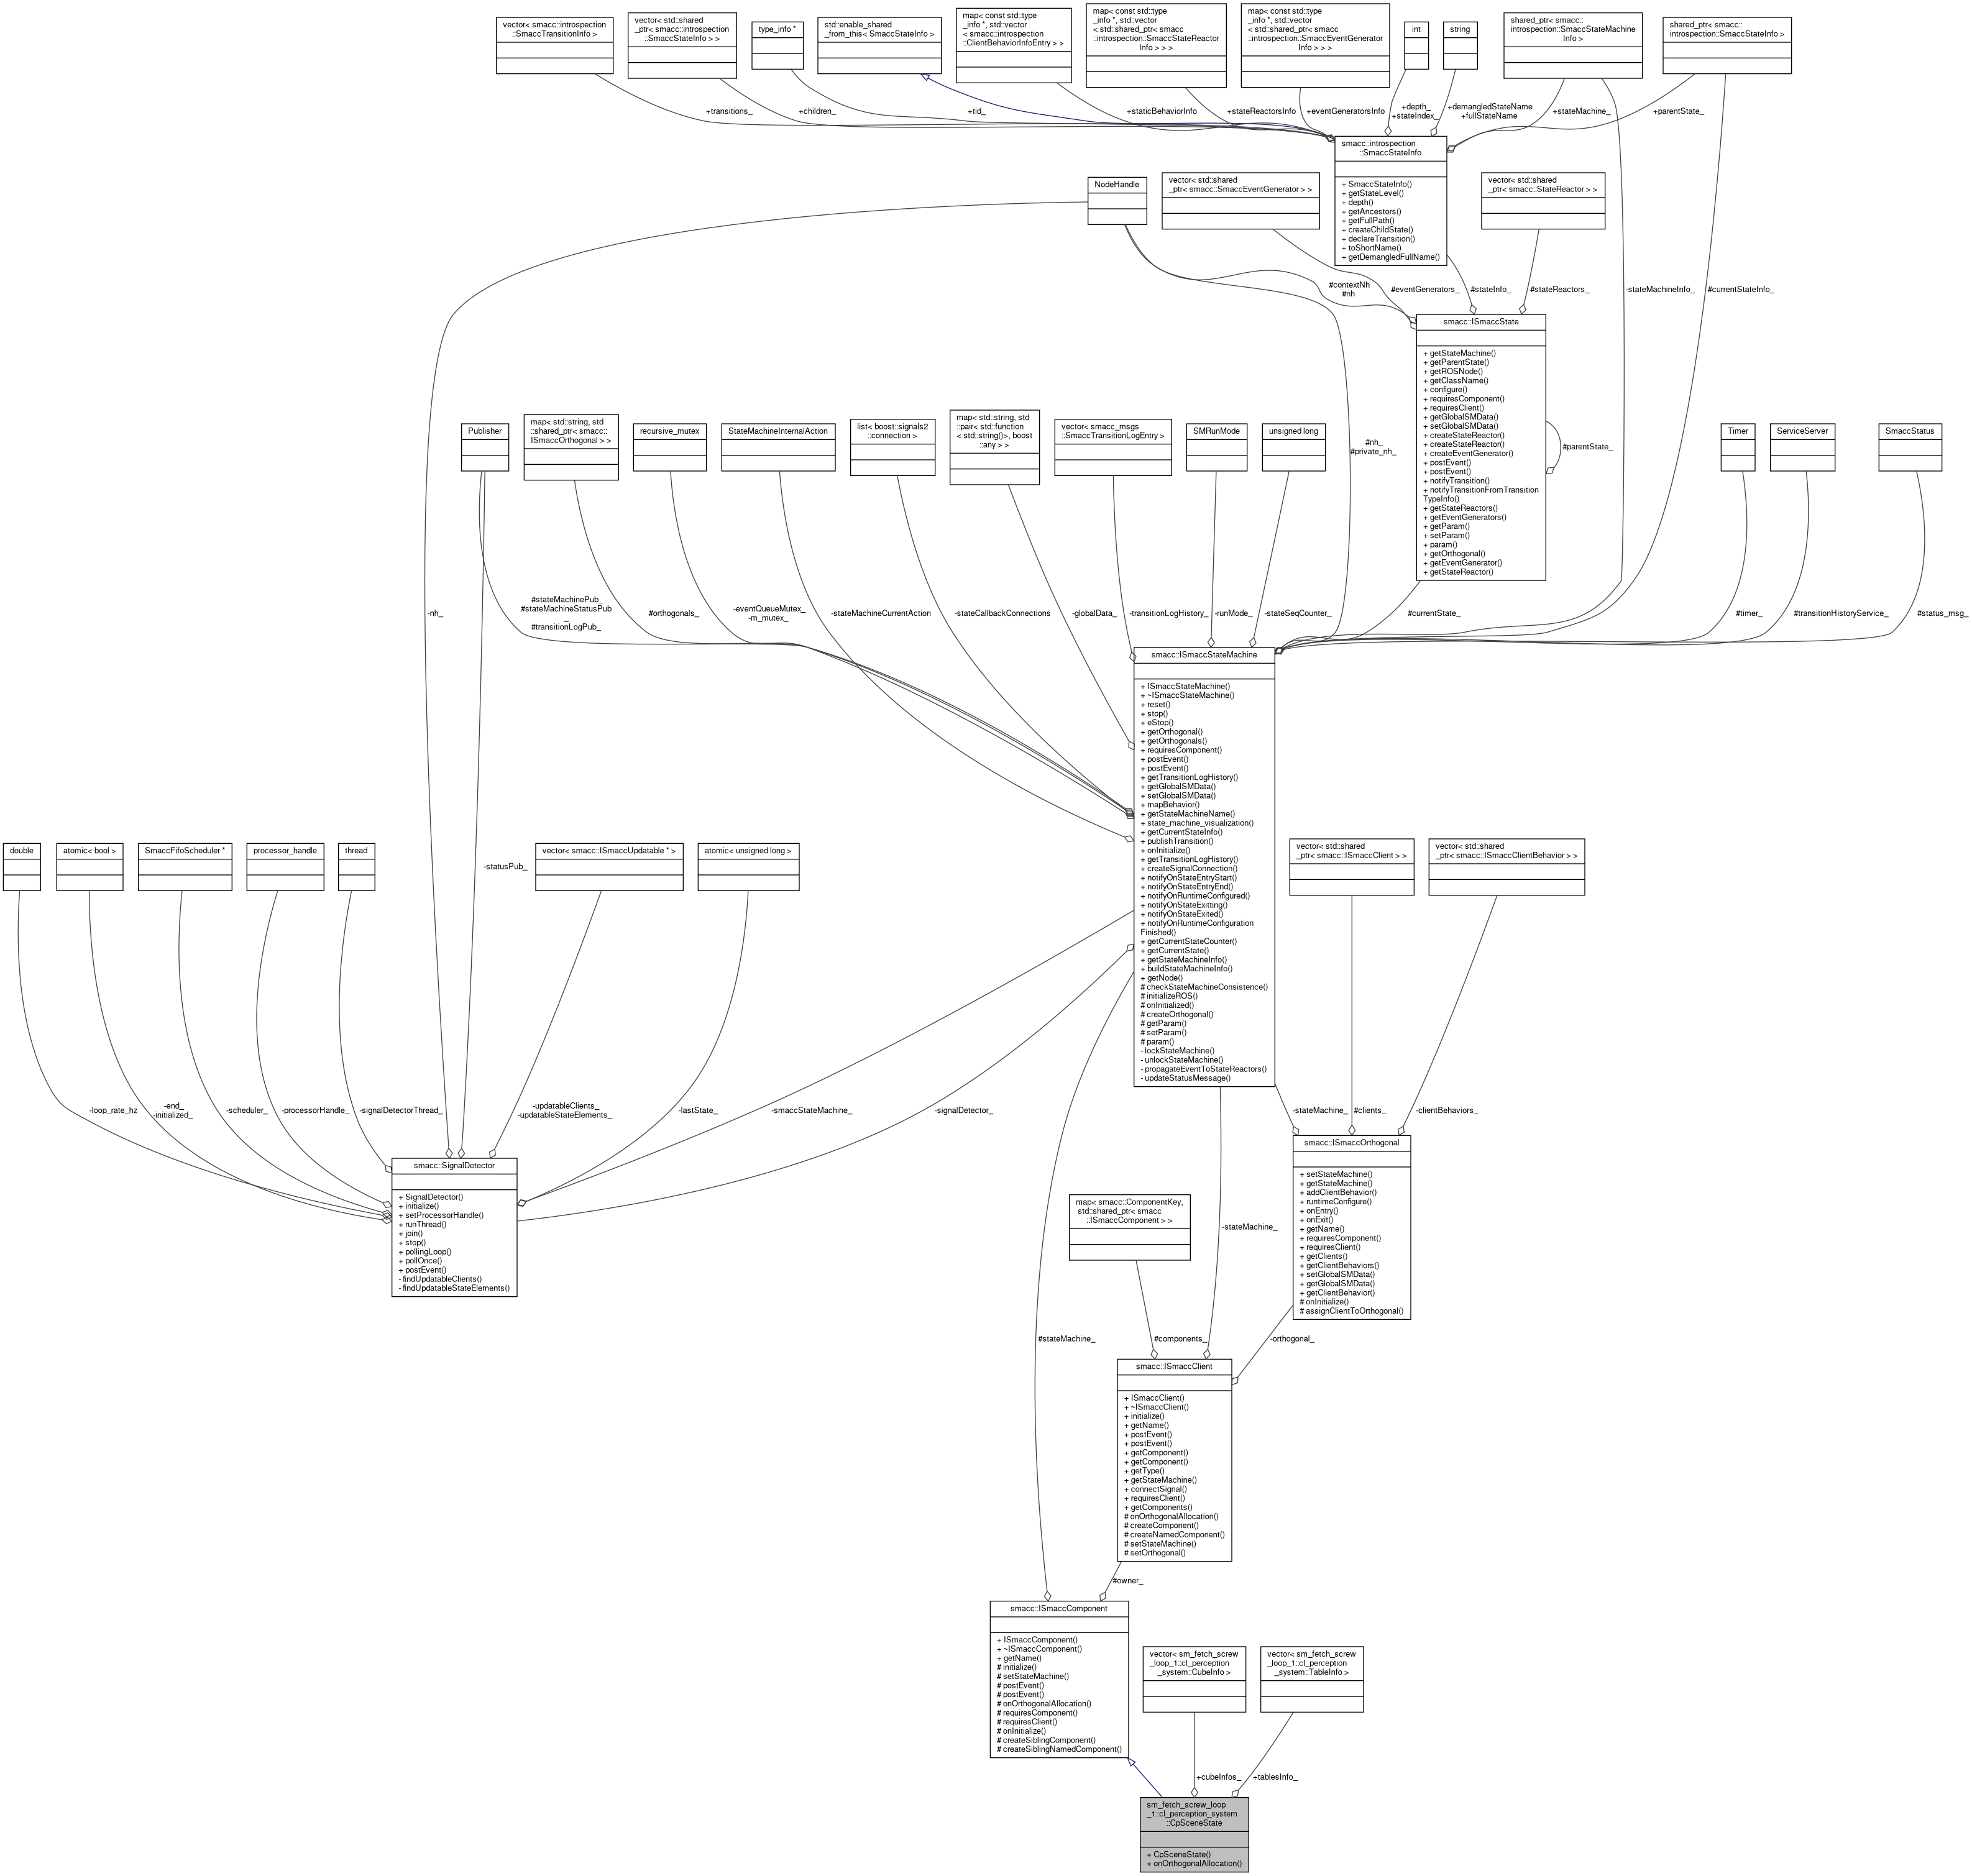 vector< smacc::introspection
::SmaccTransitionInfo >
vector< std::shared
_ptr< smacc::introspection
::SmaccStateInfo > >
type_info *
std::enable_shared
_from_this< SmaccStateInfo >
map< const std::type
_info *, std::vector
< smacc::introspection
::ClientBehaviorInfoEntry > >
map< const std::type
_info *, std::vector
< std::shared_ptr< smacc
::introspection::SmaccStateReactor
Info > > >
map< const std::type
_info *, std::vector
< std::shared_ptr< smacc
::introspection::SmaccEventGenerator
Info > > >
int
string
shared_ptr< smacc::
introspection::SmaccStateMachine
Info >
shared_ptr< smacc::
introspection::SmaccStateInfo >
+transitions_
+children_
+tid_
+staticBehaviorInfo
+stateReactorsInfo
+eventGeneratorsInfo
+depth_
+stateIndex_
+demangledStateName
+fullStateName
+stateMachine_
+parentState_
smacc::introspection
::SmaccStateInfo
+ SmaccStateInfo()
+ getStateLevel()
+ depth()
+ getAncestors()
+ getFullPath()
+ createChildState()
+ declareTransition()
+ toShortName()
+ getDemangledFullName()
NodeHandle
vector< std::shared
_ptr< smacc::SmaccEventGenerator > >
vector< std::shared
_ptr< smacc::StateReactor > >
#contextNh
#nh
#eventGenerators_
#stateInfo_
#stateReactors_
-stateMachineInfo_
#currentStateInfo_
smacc::ISmaccState
+ getStateMachine()
+ getParentState()
+ getROSNode()
+ getClassName()
+ configure()
+ requiresComponent()
+ requiresClient()
+ getGlobalSMData()
+ setGlobalSMData()
+ createStateReactor()
+ createStateReactor()
+ createEventGenerator()
+ postEvent()
+ postEvent()
+ notifyTransition()
+ notifyTransitionFromTransition
TypeInfo()
+ getStateReactors()
+ getEventGenerators()
+ getParam()
+ setParam()
+ param()
+ getOrthogonal()
+ getEventGenerator()
+ getStateReactor()
#parentState_
Publisher
map< std::string, std
::shared_ptr< smacc::
ISmaccOrthogonal > >
recursive_mutex
StateMachineInternalAction
list< boost::signals2
::connection >
map< std::string, std
::pair< std::function
< std::string()>, boost
::any > >
vector< smacc_msgs
::SmaccTransitionLogEntry >
SMRunMode
unsigned long
#nh_
#private_nh_
Timer
ServiceServer
SmaccStatus
-nh_
#stateMachinePub_
#stateMachineStatusPub
_
#transitionLogPub_
#orthogonals_
-eventQueueMutex_
-m_mutex_
-stateMachineCurrentAction
-stateCallbackConnections
-globalData_
-transitionLogHistory_
-runMode_
-stateSeqCounter_
#currentState_
#timer_
#transitionHistoryService_
#status_msg_
smacc::ISmaccStateMachine
+ ISmaccStateMachine()
+ ~ISmaccStateMachine()
+ reset()
+ stop()
+ eStop()
+ getOrthogonal()
+ getOrthogonals()
+ requiresComponent()
+ postEvent()
+ postEvent()
+ getTransitionLogHistory()
+ getGlobalSMData()
+ setGlobalSMData()
+ mapBehavior()
+ getStateMachineName()
+ state_machine_visualization()
+ getCurrentStateInfo()
+ publishTransition()
+ onInitialize()
+ getTransitionLogHistory()
+ createSignalConnection()
+ notifyOnStateEntryStart()
+ notifyOnStateEntryEnd()
+ notifyOnRuntimeConfigured()
+ notifyOnStateExitting()
+ notifyOnStateExited()
+ notifyOnRuntimeConfiguration
Finished()
+ getCurrentStateCounter()
+ getCurrentState()
+ getStateMachineInfo()
+ buildStateMachineInfo()
+ getNode()
# checkStateMachineConsistence()
# initializeROS()
# onInitialized()
# createOrthogonal()
# getParam()
# setParam()
# param()
- lockStateMachine()
- unlockStateMachine()
- propagateEventToStateReactors()
- updateStatusMessage()
double
atomic< bool >
SmaccFifoScheduler *
processor_handle
thread
-statusPub_
vector< smacc::ISmaccUpdatable * >
atomic< unsigned long >
vector< std::shared
_ptr< smacc::ISmaccClient > >
vector< std::shared
_ptr< smacc::ISmaccClientBehavior > >
-loop_rate_hz
-end_
-initialized_
-scheduler_
-processorHandle_
-signalDetectorThread_
-updatableClients_
-updatableStateElements_
-lastState_
-smaccStateMachine_
-signalDetector_
-stateMachine_
#clients_
-clientBehaviors_
smacc::SignalDetector
+ SignalDetector()
+ initialize()
+ setProcessorHandle()
+ runThread()
+ join()
+ stop()
+ pollingLoop()
+ pollOnce()
+ postEvent()
- findUpdatableClients()
- findUpdatableStateElements()
smacc::ISmaccOrthogonal
+ setStateMachine()
+ getStateMachine()
+ addClientBehavior()
+ runtimeConfigure()
+ onEntry()
+ onExit()
+ getName()
+ requiresComponent()
+ requiresClient()
+ getClients()
+ getClientBehaviors()
+ setGlobalSMData()
+ getGlobalSMData()
+ getClientBehavior()
# onInitialize()
# assignClientToOrthogonal()
map< smacc::ComponentKey,
std::shared_ptr< smacc
::ISmaccComponent > >
-stateMachine_
#stateMachine_
#components_
-orthogonal_
smacc::ISmaccClient
+ ISmaccClient()
+ ~ISmaccClient()
+ initialize()
+ getName()
+ postEvent()
+ postEvent()
+ getComponent()
+ getComponent()
+ getType()
+ getStateMachine()
+ connectSignal()
+ requiresClient()
+ getComponents()
# onOrthogonalAllocation()
# createComponent()
# createNamedComponent()
# setStateMachine()
# setOrthogonal()
#owner_
smacc::ISmaccComponent
+ ISmaccComponent()
+ ~ISmaccComponent()
+ getName()
# initialize()
# setStateMachine()
# postEvent()
# postEvent()
# onOrthogonalAllocation()
# requiresComponent()
# requiresClient()
# onInitialize()
# createSiblingComponent()
# createSiblingNamedComponent()
vector< sm_fetch_screw
_loop_1::cl_perception
_system::CubeInfo >
vector< sm_fetch_screw
_loop_1::cl_perception
_system::TableInfo >
+cubeInfos_
+tablesInfo_
sm_fetch_screw_loop
_1::cl_perception_system
::CpSceneState
+ CpSceneState()
+ onOrthogonalAllocation()